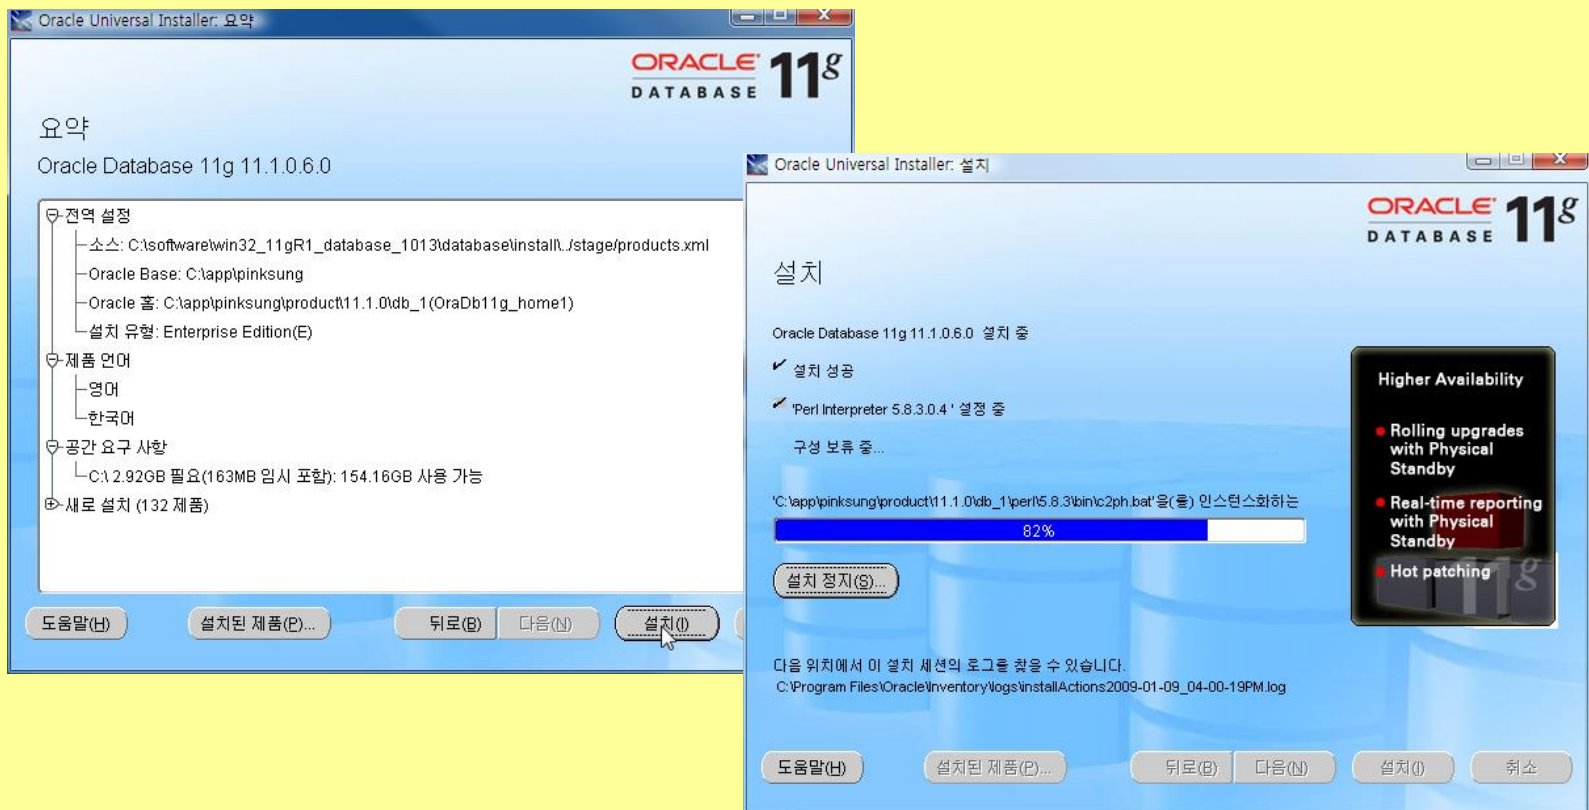 Oracle Universal Installer: 요약
ORACLE
DATABASE
11g
요약
Oracle Database 11g 11.1.0.6.0
전역 설정
소스: C:\software\win32_11gR1_database_1013\database\install\../stage/products.xml
Oracle Base: C:\app\pinksung
Oracle 홈: C:\app\pinksung\product\11.1.0\db_1(OraDb11g_home1)
설치 유형: Enterprise Edition(E)
제품 언어
영어
한국어
공간 요구 사항
C:\ 2.92GB 필요(163MB 임시 포함): 154.16GB 사용 가능
새로 설치 (132 제품)
도움말(H) 설치된 제품(P)... 뒤로(B) 다음(N) 설치(I)
Oracle Universal Installer: 설치
ORACLE
DATABASE
11g
설치
Oracle Database 11g 11.1.0.6.0 설치 중
설치 성공
'Perl Interpreter 5.8.3.0.4 ' 설정 중
구성 보류 중...
'C:\app\pinksung\product\11.1.0\db_1\perl\5.8.3\bin\c2ph.bat'을(를) 인스턴스화하는
82%
설치 정지(S)...
다음 위치에서 이 설치 세션의 로그를 찾을 수 있습니다.
C:\Program Files\Oracle\Inventory\logs\installActions2009-01-09_04-00-19PM.log
Higher Availability
Rolling upgrades
with Physical
Standby
Real-time reporting
with Physical
Standby
Hot patching
11g
도움말(H) 설치된 제품(P)... 뒤로(B) 다음(N) 설치(I) 취소